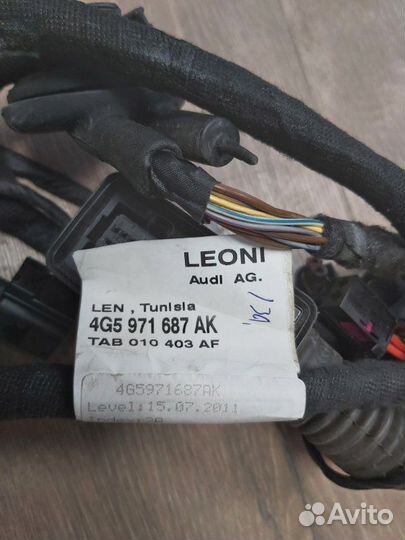 LEONI
Audi AG.
LEN , Tunisia
4G5 971 687 AK
TAB 010 403 AF
4G5971687AK
Level:15.07.2011
Avito